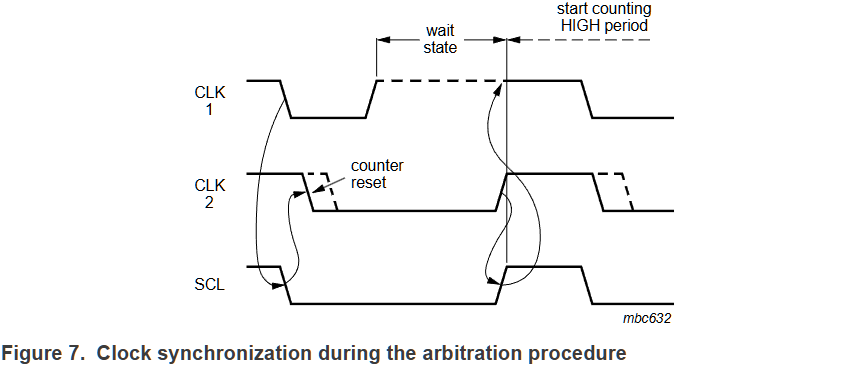 start counting
HIGH period
wait
state
CLK
1
counter
reset
CLK
2
SCL
mbc632
Figure 7. Clock synchronization during the arbitration procedure